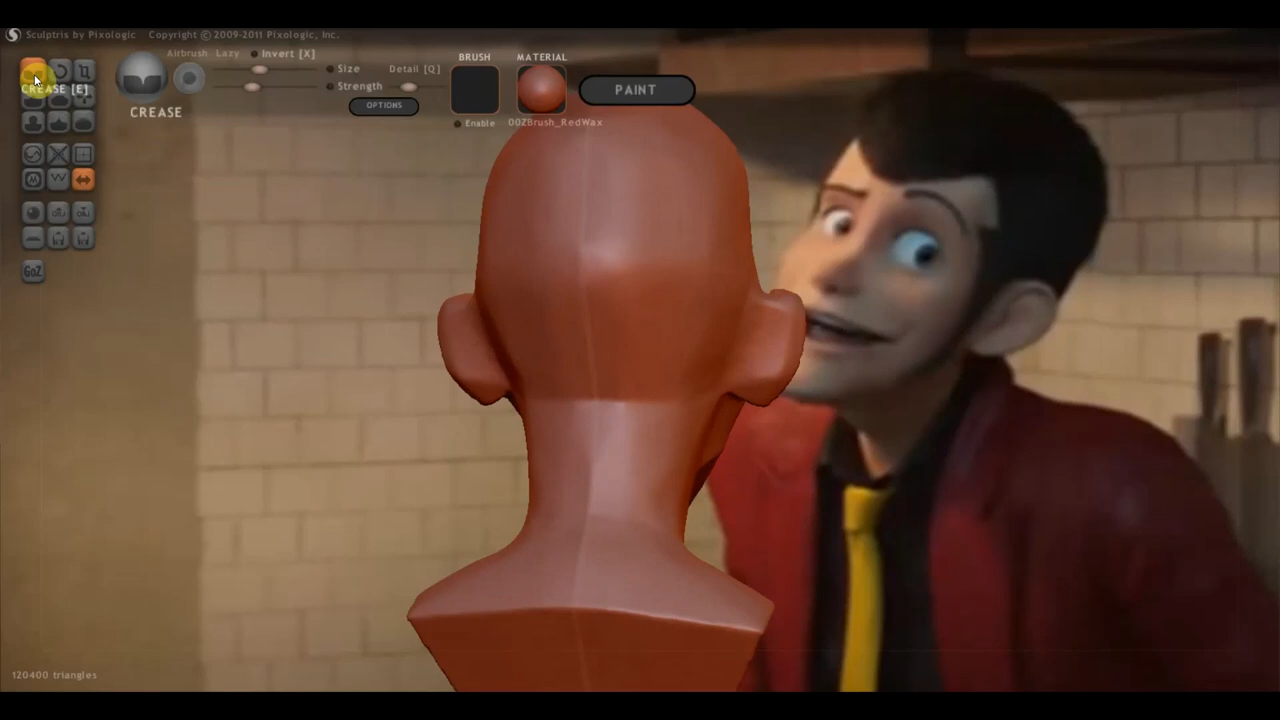 Sculptris by Pixologic Copyright © 2009-2011 Pixologic, Inc.
Airbrush Lazy Invert [X]
Size Detail [Q]
Strength
OPTIONS
CREASE [E]
CREASE
BRUSH
Enable
MATERIAL
00ZBrush_RedWax
PAINT
GoZ
120400 triangles